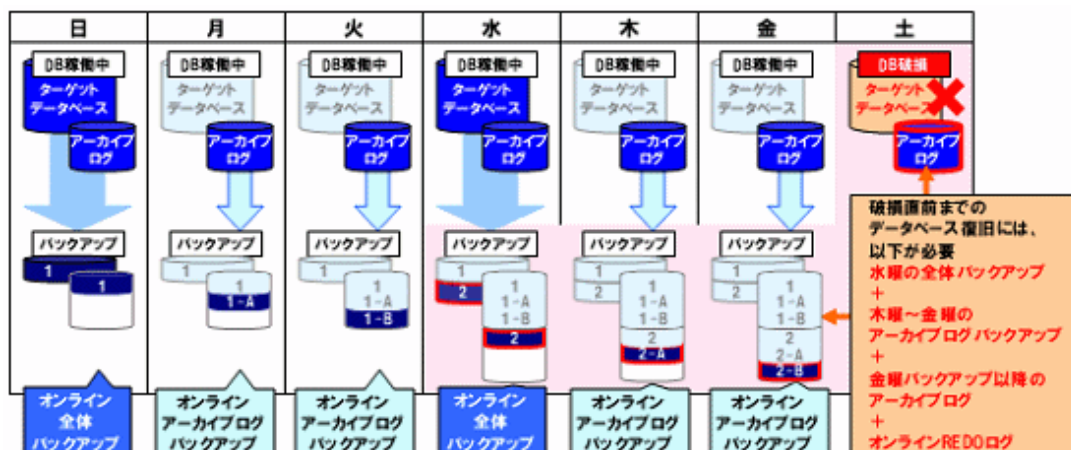 日
月
火
水
木
金
土
DB稼働中
ターゲット
データベース
アーカイブ
ログ
DB稼働中
ターゲット
データベース
アーカイブ
ログ
DB稼働中
ターゲット
データベース
アーカイブ
ログ
DB稼働中
ターゲット
データベース
アーカイブ
ログ
DB稼働中
ターゲット
データベース
アーカイブ
ログ
DB稼働中
ターゲット
データベース
アーカイブ
ログ
DB破損
ターゲット
データベース
アーカイブ
ログ
バックアップ
1
1
バックアップ
1
1
1-A
バックアップ
1
1
1-A
1-B
バックアップ
1
2
1
1-A
1-B
2
バックアップ
1
2
1
1-A
1-B
2
2-A
バックアップ
1
2
1
1-A
1-B
2
2-A
2-B
破損直前までの
データベース復旧には、
以下が必要
水曜の全体バックアップ
+
木曜～金曜の
アーカイブログバックアップ
+
金曜バックアップ以降の
アーカイブログ
+
オンラインREDOログ
オンライン
全体
バックアップ
オンライン
アーカイブログ
バックアップ
オンライン
アーカイブログ
バックアップ
オンライン
全体
バックアップ
オンライン
アーカイブログ
バックアップ
オンライン
アーカイブログ
バックアップ